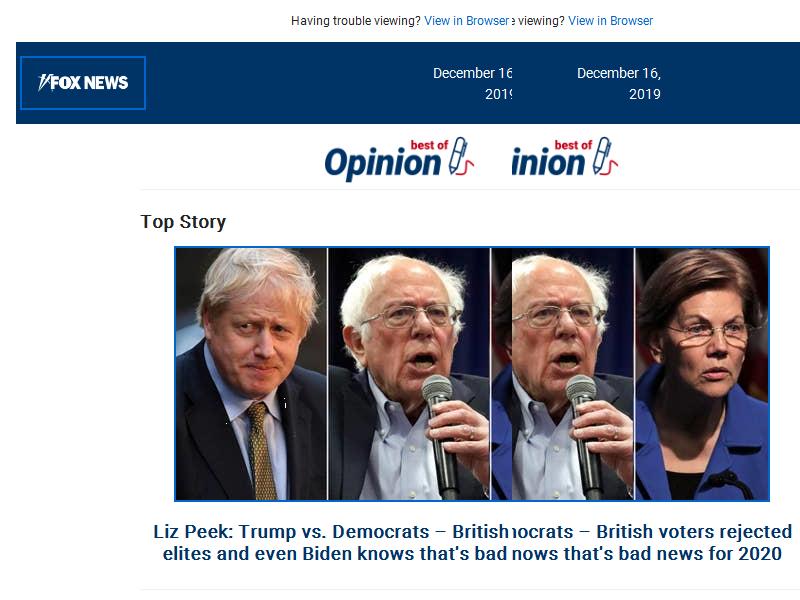 Having trouble viewing? View in Browser e viewing? View in Browser
FOX NEWS
December 16 December 16,
2019 2019
best of best of
Opinion inion
Top Story
Liz Peek: Trump vs. Democrats – British nocrats – British voters rejected
elites and even Biden knows that's bad nows that's bad news for 2020